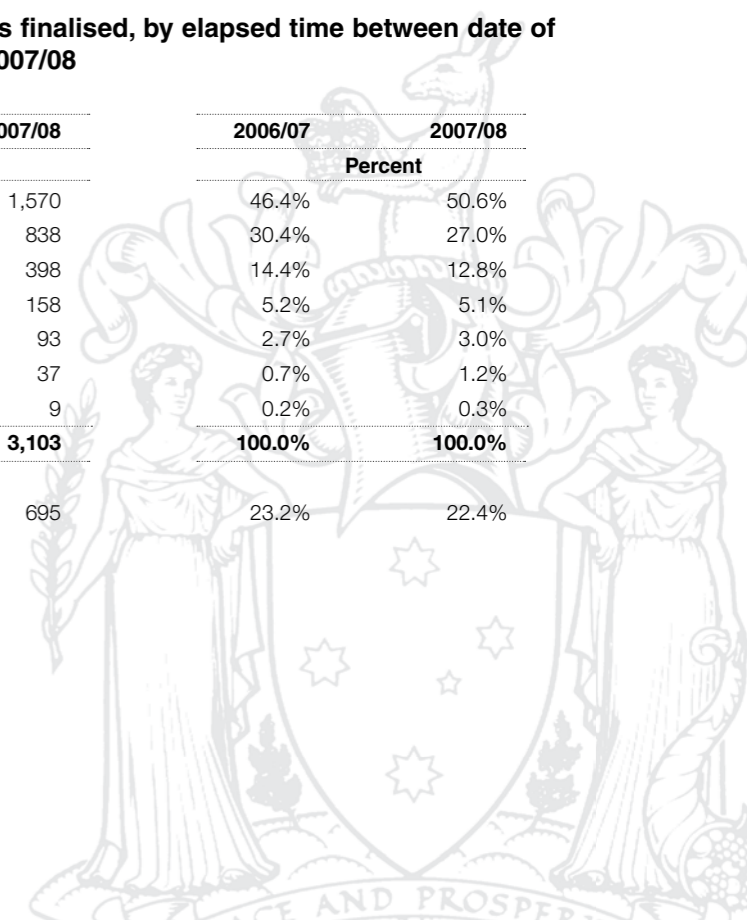 s finalised, by elapsed time between date of
007/08
007/08 2006/07 2007/08
Percent
1,570 46.4% 50.6%
838 30.4% 27.0%
398 14.4% 12.8%
158 5.2% 5.1%
93 2.7% 3.0%
37 0.7% 1.2%
9 0.2% 0.3%
3,103 100.0% 100.0%
695 23.2% 22.4%
CE AND PROSPER